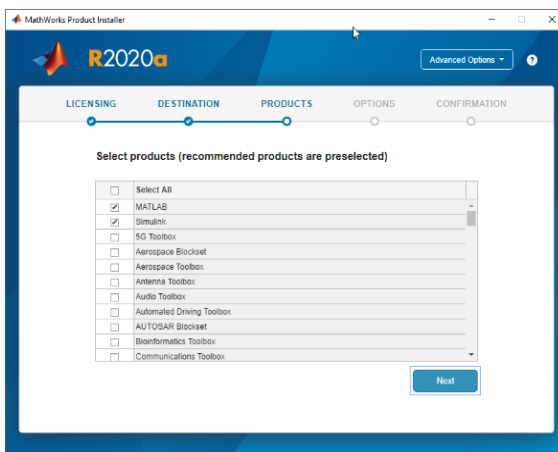 MathWorks Product Installer
R2020a
Advanced Options
?
LICENSING DESTINATION PRODUCTS OPTIONS CONFIRMATION
Select products (recommended products are preselected)
Select All
MATLAB
Simulink
5G Toolbox
Aerospace Blockset
Aerospace Toolbox
Antenna Toolbox
Audio Toolbox
Automated Driving Toolbox
AUTOSAR Blockset
Bioinformatics Toolbox
Communications Toolbox
Next